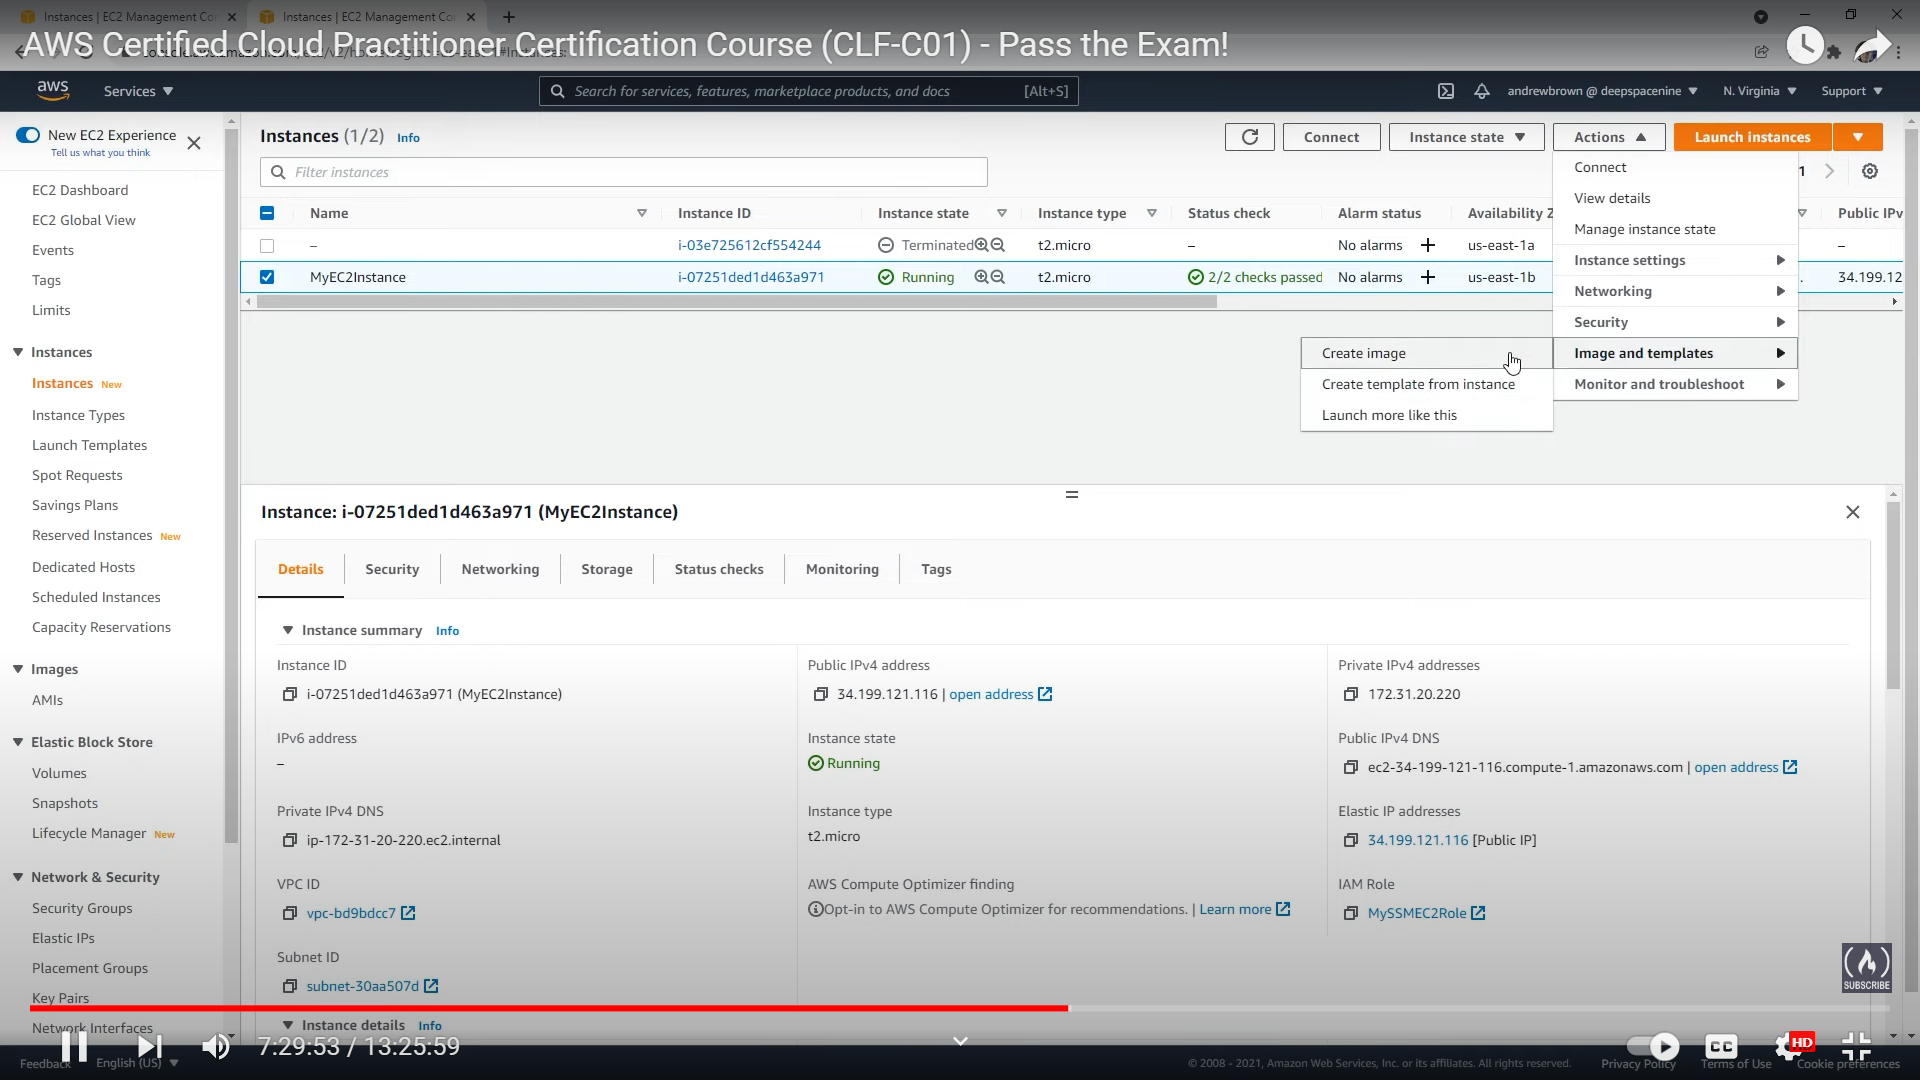 Instances | EC2 Management Co
Instances | EC2 Management Co
AWS Certified Cloud Practitioner Certification Course (CLF-C01) - Pass the Exam!
aws
Services
Search for services, features, marketplace products, and docs
[Alt+S]
andrewbrown @ deepspacenine
N. Virginia
Support
New EC2 Experience
Tell us what you think
EC2 Dashboard
EC2 Global View
Events
Tags
Limits
Instances
Instances New
Instance Types
Launch Templates
Spot Requests
Savings Plans
Reserved Instances New
Dedicated Hosts
Scheduled Instances
Capacity Reservations
Images
AMIs
Elastic Block Store
Volumes
Snapshots
Lifecycle Manager New
Network & Security
Security Groups
Elastic IPs
Placement Groups
Key Pairs
Network Interfaces
Instances (1/2) Info
Connect
Instance state
Actions
Launch instances
Filter instances
1
Name
Instance ID
Instance state
Instance type
Status check
Alarm status
Availability Z
Public IPv
– i-03e725612cf554244 Terminated t2.micro – No alarms + us-east-1a –
MyEC2Instance i-07251ded1d463a971 Running t2.micro 2/2 checks passed No alarms + us-east-1b 34.199.12
Connect
View details
Manage instance state
Instance settings
Networking
Security
Image and templates
Monitor and troubleshoot
Create image
Create template from instance
Launch more like this
Instance: i-07251ded1d463a971 (MyEC2Instance)
Details
Security
Networking
Storage
Status checks
Monitoring
Tags
Instance summary Info
Instance ID
i-07251ded1d463a971 (MyEC2Instance)
Public IPv4 address
34.199.121.116 | open address
Private IPv4 addresses
172.31.20.220
IPv6 address
–
Instance state
Running
Public IPv4 DNS
ec2-34-199-121-116.compute-1.amazonaws.com | open address
Private IPv4 DNS
ip-172-31-20-220.ec2.internal
Instance type
t2.micro
Elastic IP addresses
34.199.121.116 [Public IP]
VPC ID
vpc-bd9bdcc7
AWS Compute Optimizer finding
Opt-in to AWS Compute Optimizer for recommendations. | Learn more
IAM Role
MySSMEC2Role
Subnet ID
subnet-30aa507d
Instance details Info
SUBSCRIBE
7:29:53 / 13:25:59
CC
HD
Feedback
English (US)
© 2008 - 2021, Amazon Web Services, Inc. or its affiliates. All rights reserved.
Privacy Policy
Terms of Use
Cookie preferences